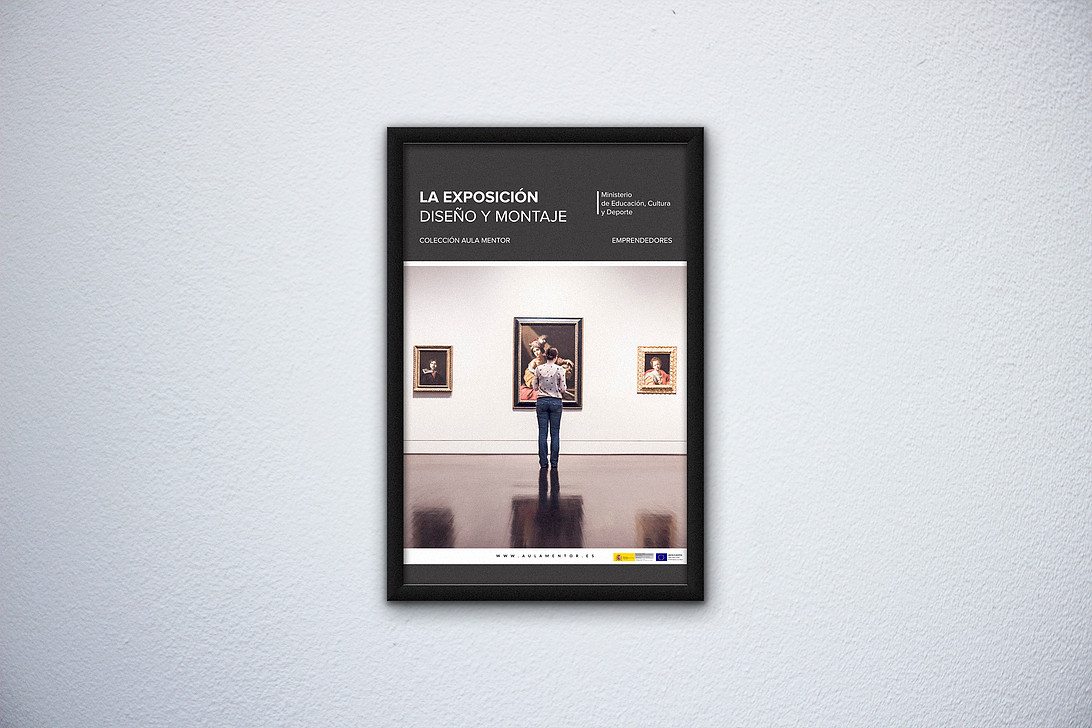 LA EXPOSICIÓN
DISEÑO Y MONTAJE
Ministerio
de Educación, Cultura
y Deporte
COLECCIÓN AULA MENTOR
EMPRENDEDORES
WWW.AULAMENTOR.ES